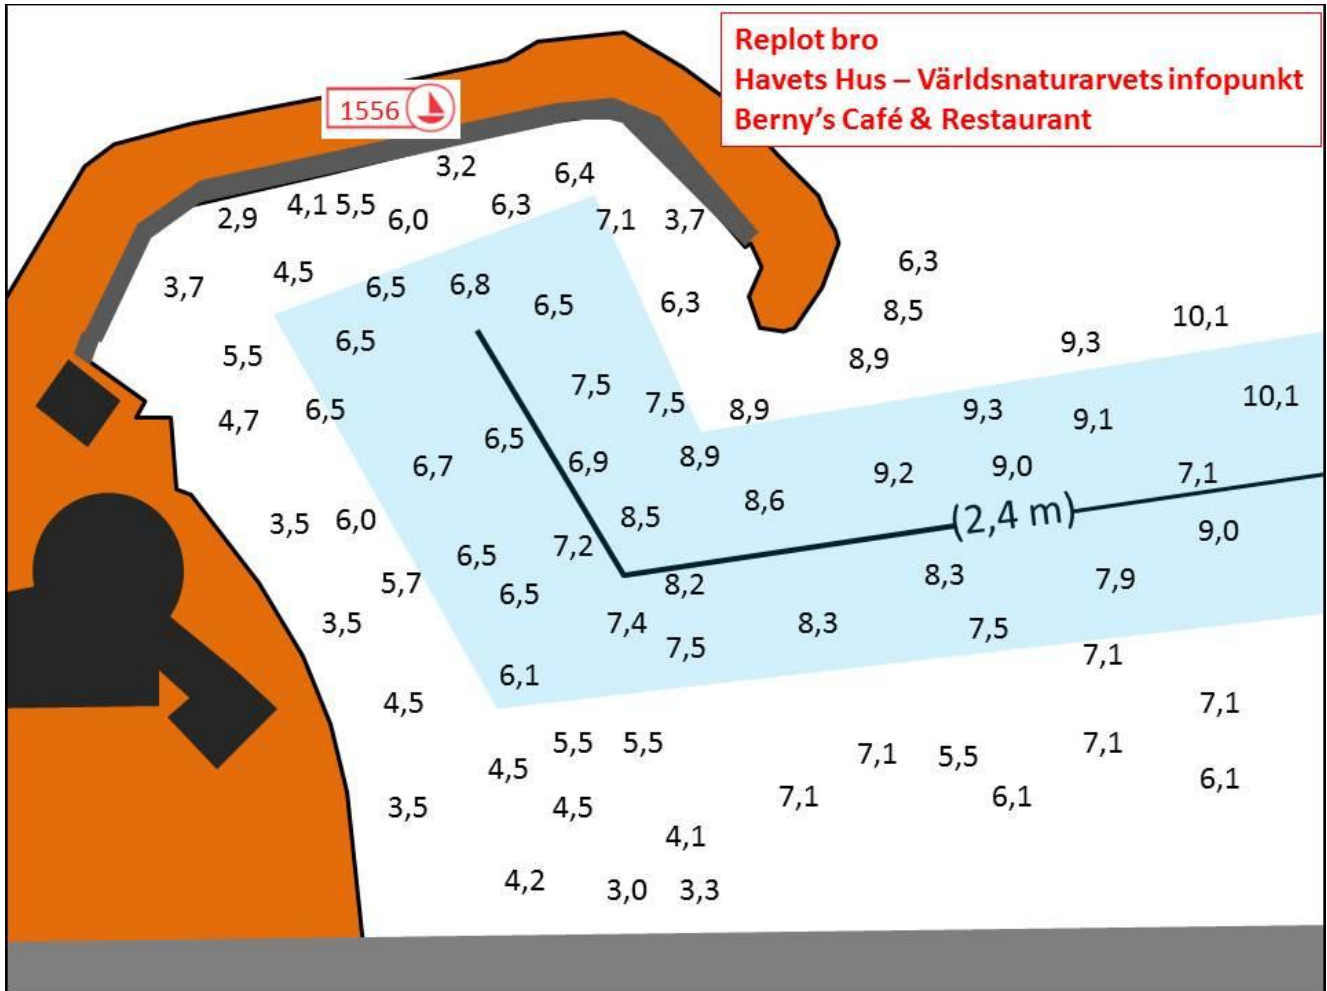 Replot bro
Havets Hus – Världsnaturarvets infopunkt
Berny's Café & Restaurant
1556
3,2 6,4
2,9 4,1 5,5 6,0 6,3 7,1 3,7
6,3
3,7 4,5 6,5 6,8 6,5 6,3 8,5 10,1
5,5 6,5 8,9 9,3
7,5 7,5 8,9 9,3 9,1 10,1
4,7 6,5 6,5
6,7 6,9 8,9 9,2 9,0 7,1
8,6
3,5 6,0 8,5 (2,4 m) 9,0
6,5 7,2
5,7 6,5 8,2 8,3 7,9
3,5 7,4 8,3 7,5
7,5 7,1
6,1
4,5 7,1
5,5 5,5 7,1 5,5 7,1
4,5 6,1
3,5 4,5 7,1 6,1
4,1
4,2 3,0 3,3